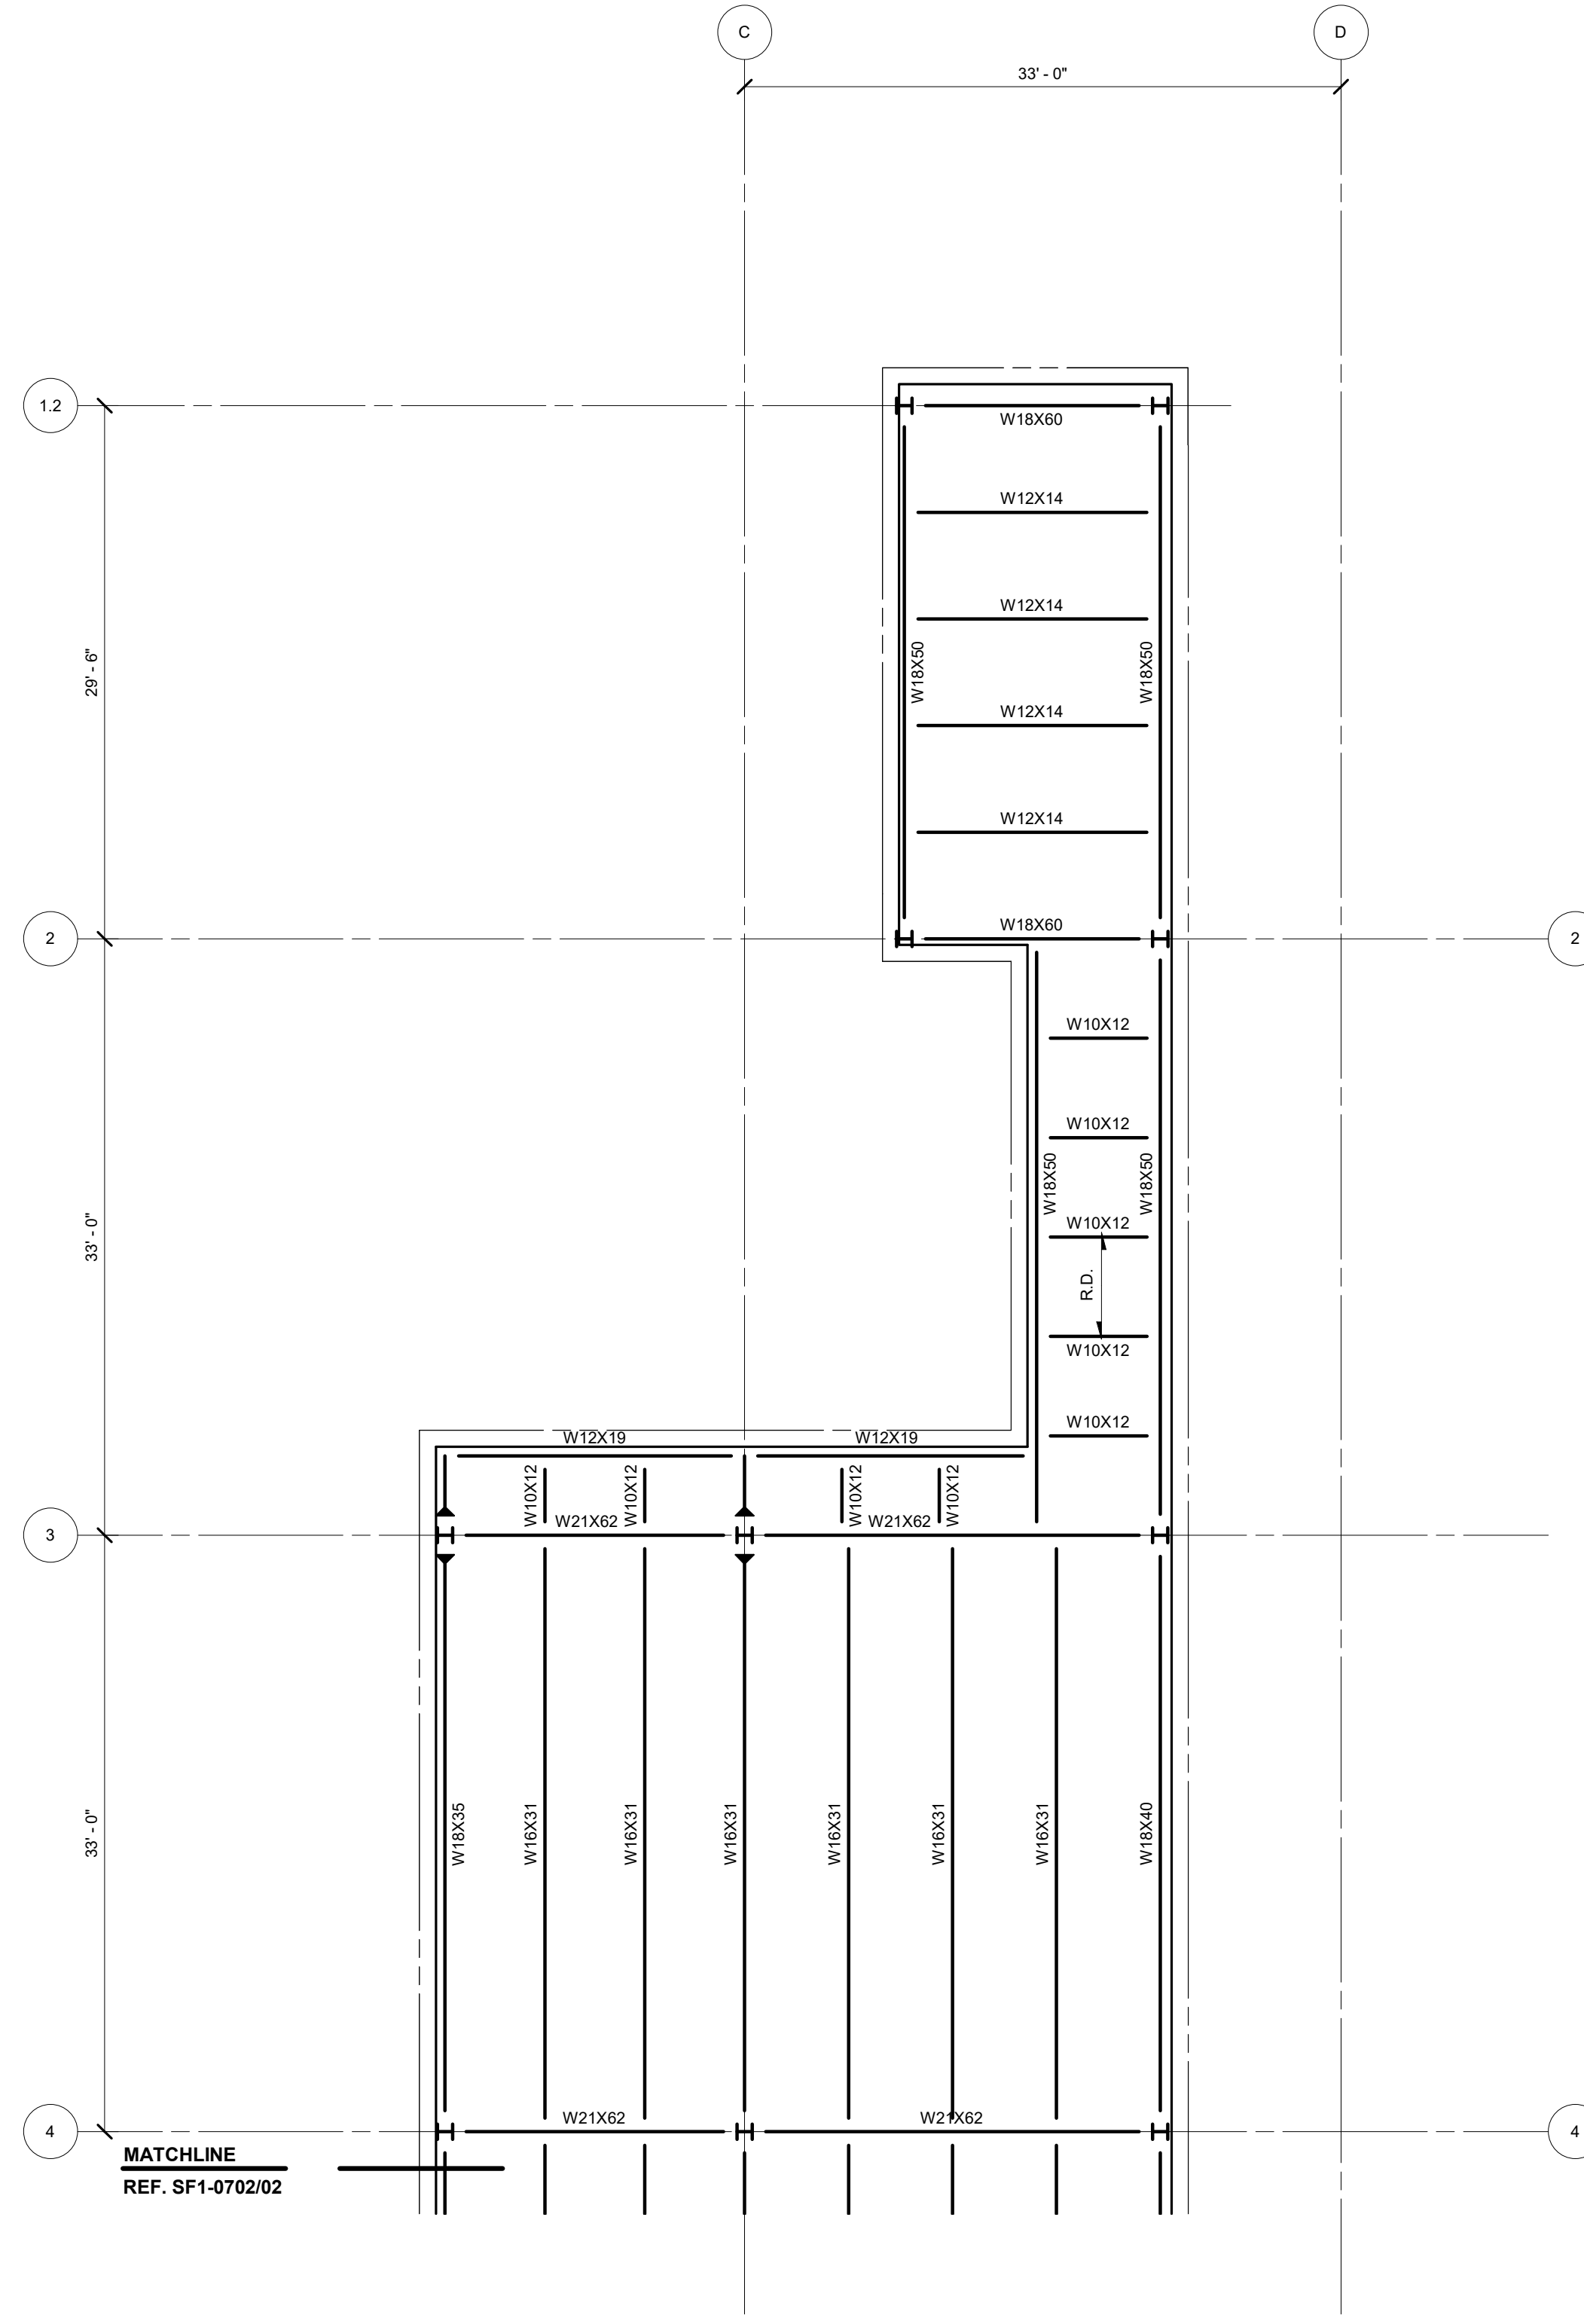 C
D
33' - 0"
1.2
W18X60
W12X14
W12X14
29' - 6"
W18X50
W18X50
W12X14
W12X14
W18X60
2
2
W10X12
W10X12
W18X50
W18X50
W10X12
33' - 0"
R.D.
W10X12
W10X12
W12X19
W12X19
W10X12
W10X12
W10X12
W10X12
W21X62
W21X62
3
33' - 0"
W18X35
W16X31
W16X31
W16X31
W16X31
W16X31
W16X31
W18X40
W21X62
W21X62
4
4
MATCHLINE
REF. SF1-0702/02